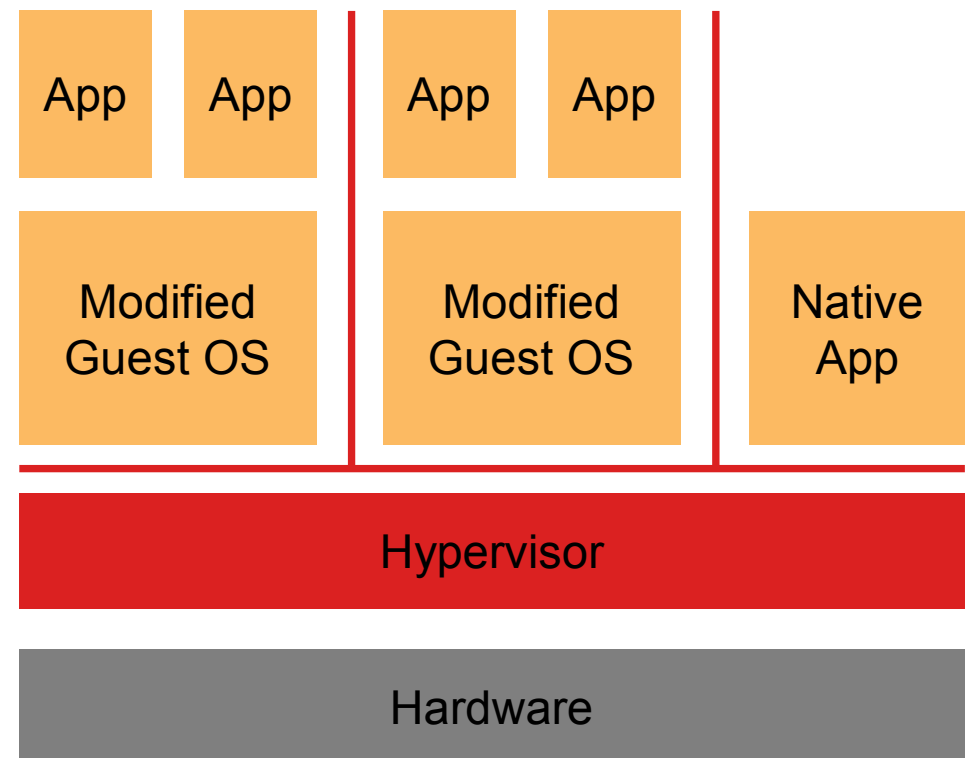 App
App
App
App
Modified
Guest OS
Modified
Guest OS
Native
App
Hypervisor
Hardware